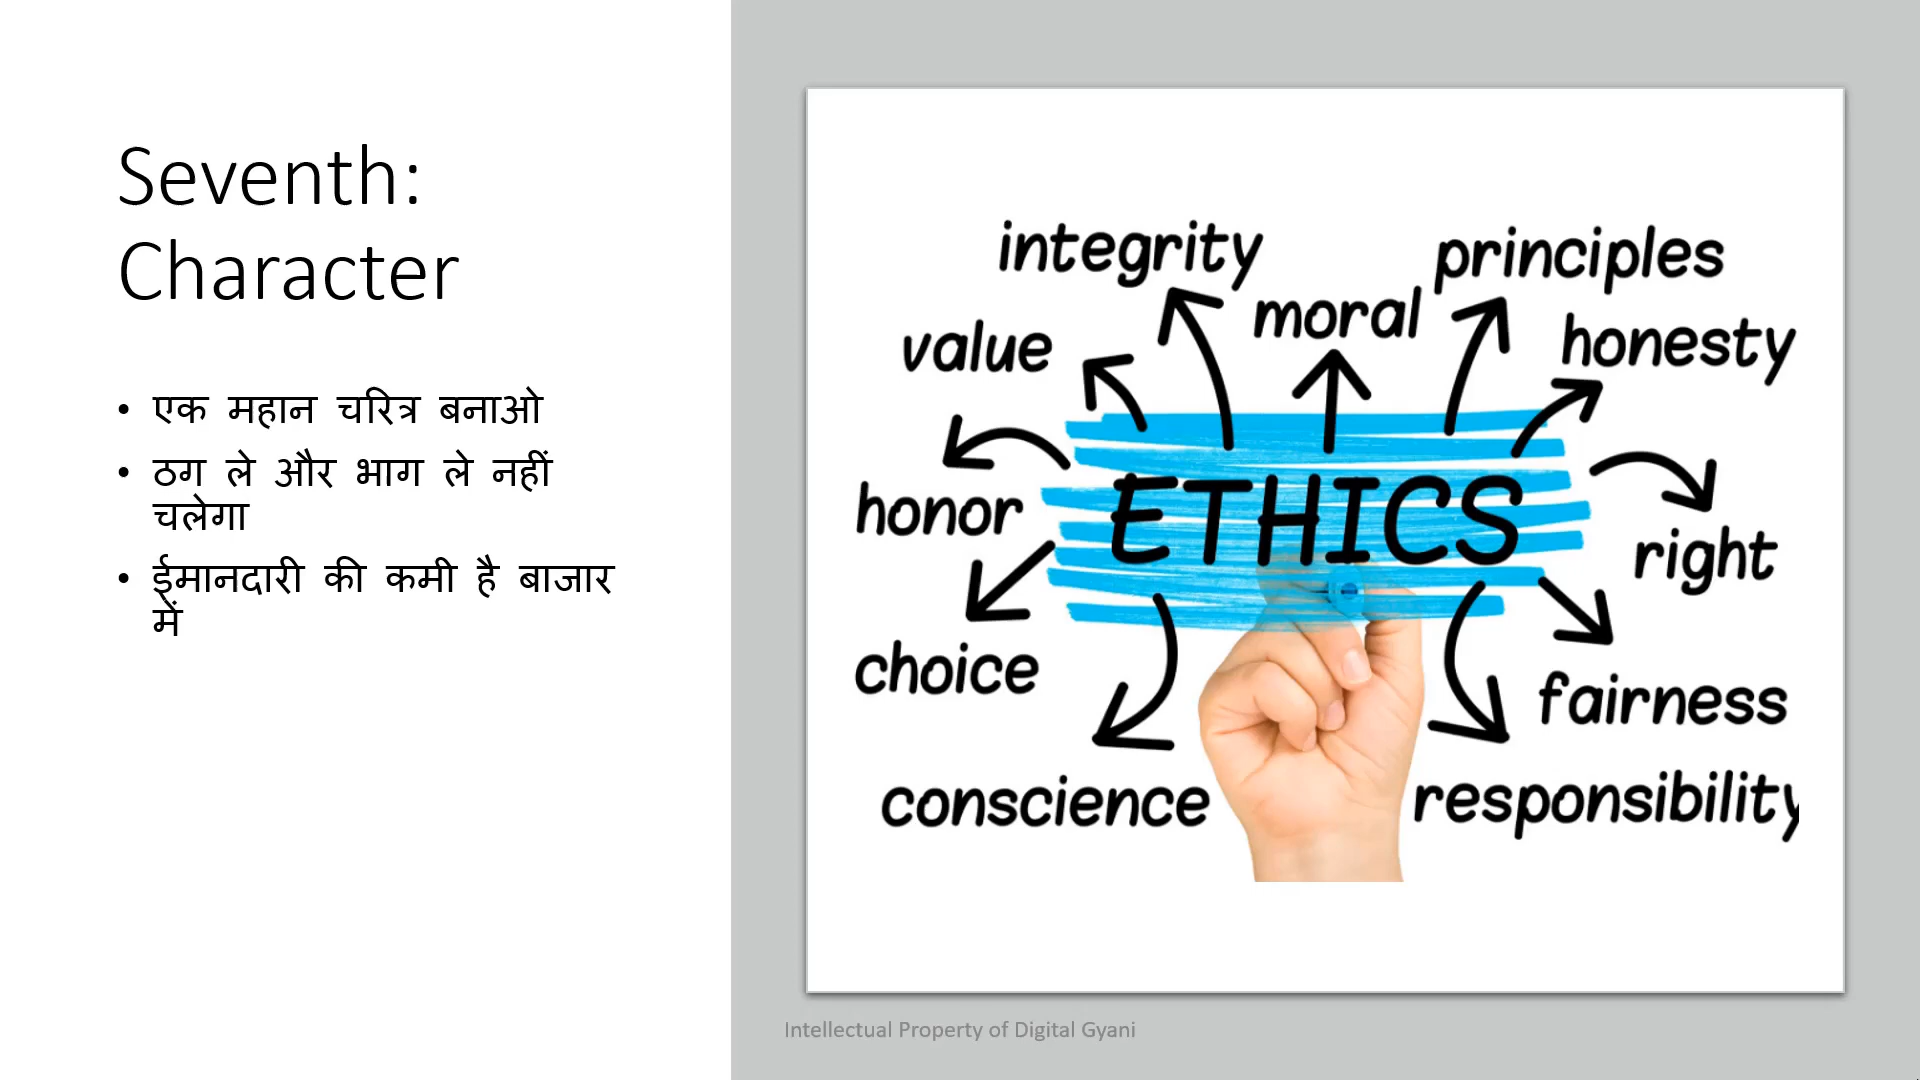 Seventh:
Character
• एक महान चरित्र बनाओ
• ठग ले और भाग ले नहीं
चलेगा
• ईमानदारी की कमी है बाजार
में
integrity
principles
moral
value
honesty
honor
ETHICS
right
choice
fairness
conscience
responsibility
Intellectual Property of Digital Gyani